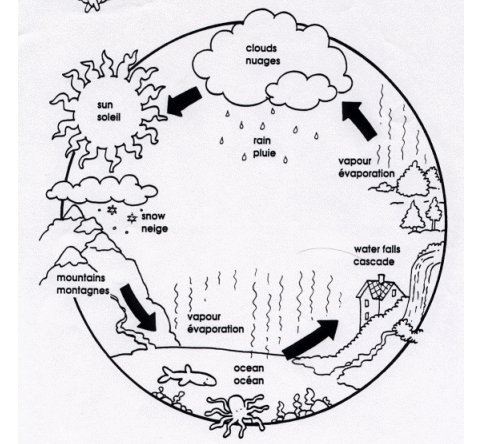 clouds
nuages
sun
soleil
rain
pluie
vapour
évaporation
snow
neige
water falls
cascade
mountains
montagnes
vapour
évaporation
ocean
océan